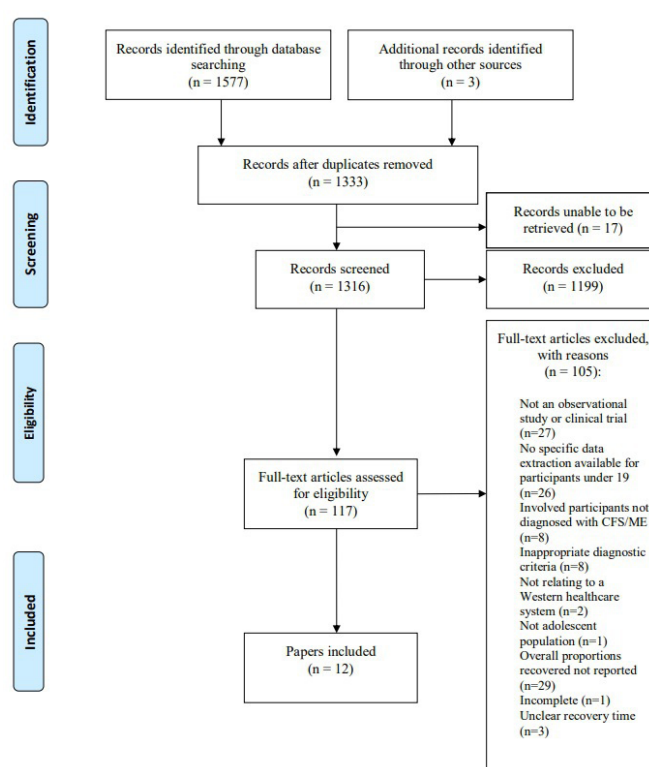 Identification
Records identified through database
searching
(n = 1577)
Additional records identified
through other sources
(n = 3)
Records after duplicates removed
(n = 1333)
Screening
Records unable to be
retrieved (n = 17)
Records screened
(n = 1316)
Records excluded
(n = 1199)
Eligibility
Full-text articles assessed
for eligibility
(n = 117)
Full-text articles excluded,
with reasons
(n = 105):
Not an observational
study or clinical trial
(n=27)
No specific data
extraction available for
participants under 19
(n=26)
Involved participants not
diagnosed with CFS/ME
(n=8)
Inappropriate diagnostic
criteria (n=8)
Not relating to a
Western healthcare
system (n=2)
Not adolescent
population (n=1)
Overall proportions
recovered not reported
(n=29)
Incomplete (n=1)
Unclear recovery time
(n=3)
Included
Papers included
(n = 12)